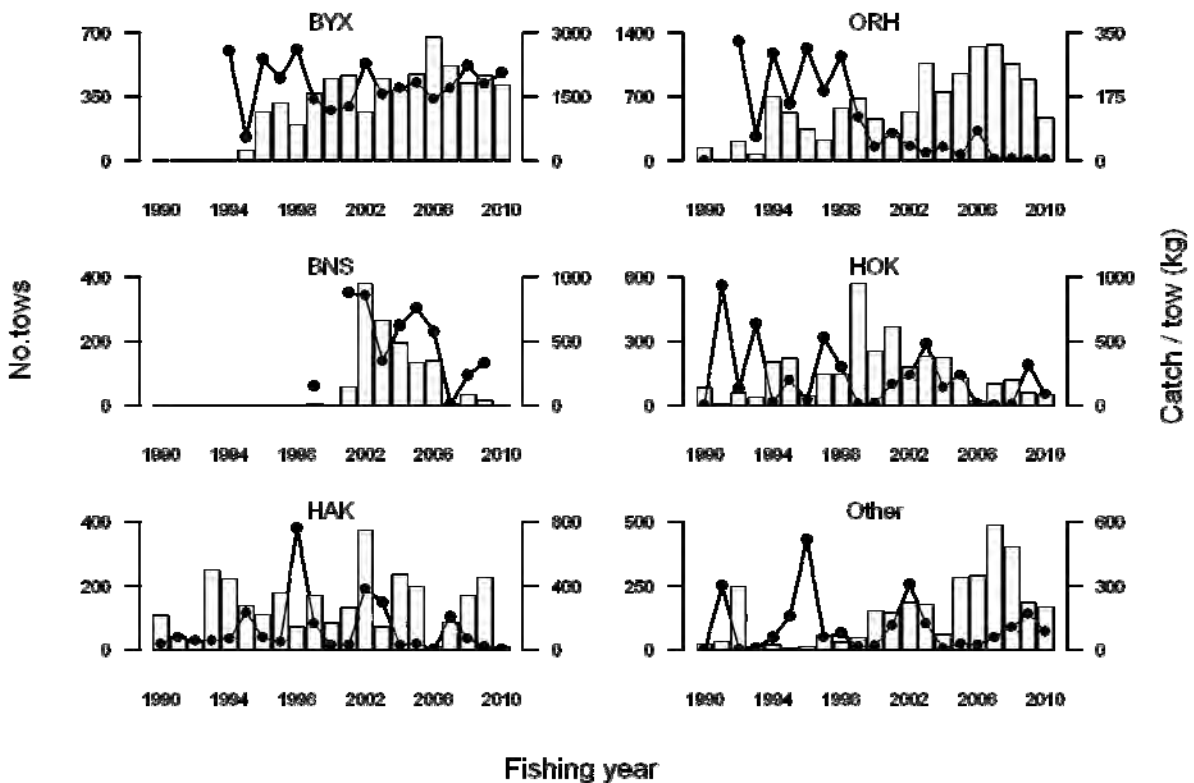 BYX ORH
700 3000 1400 350
350 1500 700 175
0 0 0 0
1990 1994 1998 2002 2006 2010 1990 1994 1998 2002 2006 2010
BNS HOK
400 1000 600 1000
200 500 300 500
0 0 0 0
1990 1994 1998 2002 2006 2010 1990 1994 1998 2002 2006 2010
HAK Other
400 800 500 600
200 400 250 300
0 0 0 0
1990 1994 1998 2002 2006 2010 1990 1994 1998 2002 2006 2010
No.tows
Catch / tow (kg)
Fishing year